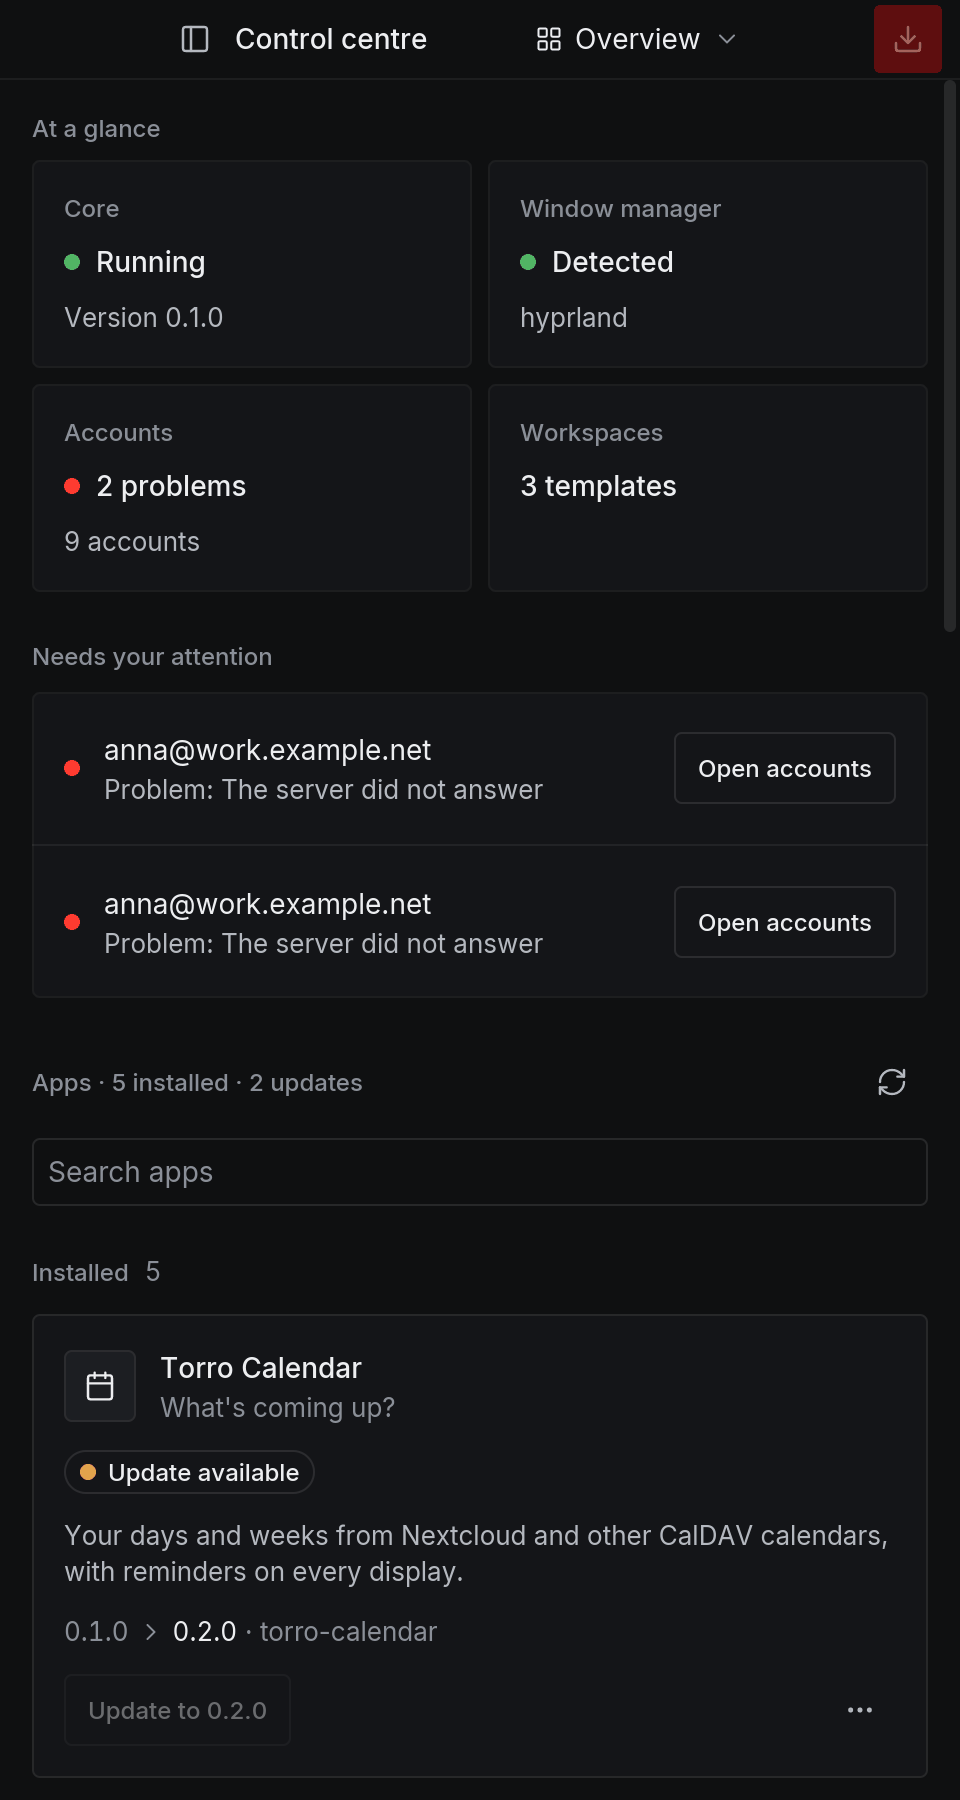 Control centre
Overview
At a glance
Core
Running
Version 0.1.0
Window manager
Detected
hyprland
Accounts
2 problems
9 accounts
Workspaces
3 templates
Needs your attention
anna@work.example.net
Problem: The server did not answer
Open accounts
anna@work.example.net
Problem: The server did not answer
Open accounts
Apps · 5 installed · 2 updates
Search apps
Installed 5
Torro Calendar
What's coming up?
Update available
Your days and weeks from Nextcloud and other CalDAV calendars,
with reminders on every display.
0.1.0 > 0.2.0 · torro-calendar
Update to 0.2.0